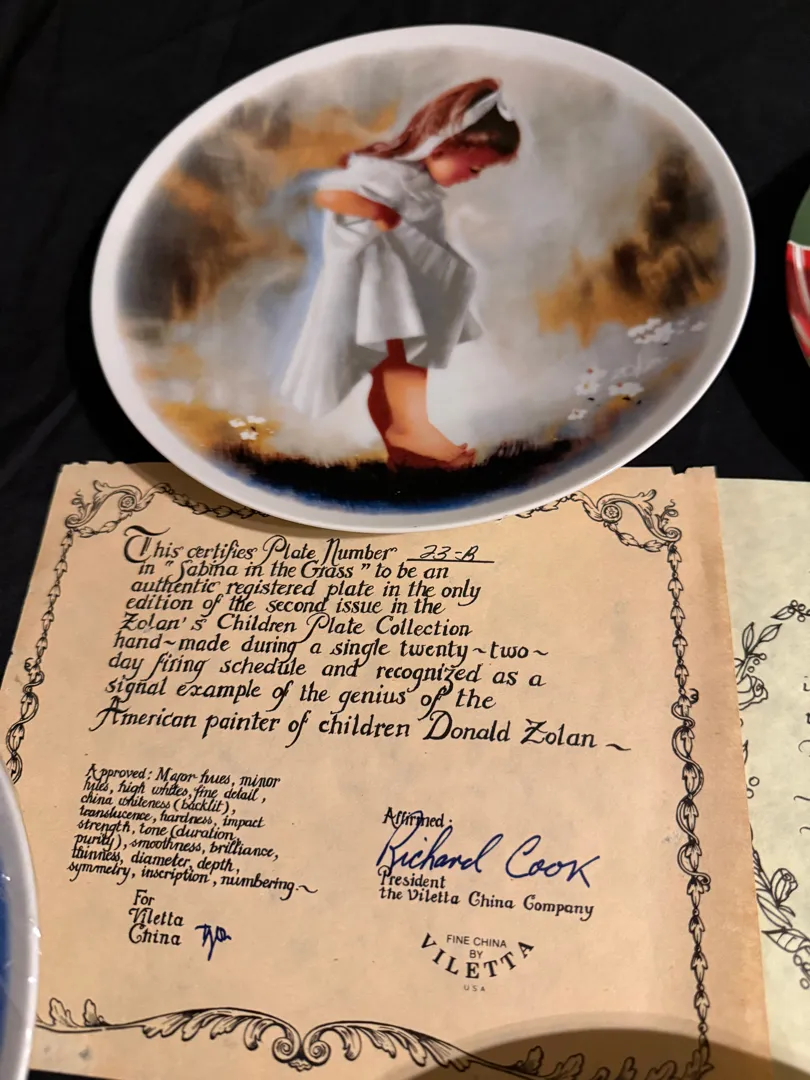 This certifies Plate Number 23-B
in "Sabina in the Grass" to be an
authentic registered plate in the only
edition of the second issue in the
Zolan's Children Plate Collection
hand~made during a single twenty~two~
day firing schedule and recognized as a
signal example of the genius of the
American painter of children Donald Zolan ~
Approved: Major hues, minor
hues, high whites, fine detail,
china whiteness (backlit),
translucence, hardness, impact
strength, tone (duration,
purity), smoothness, brilliance,
thinness, diameter, depth,
symmetry, inscription, numbering.~
For
Viletta
China
Affirmed:
Richard Cook
President
the Viletta China Company
FINE CHINA
BY
VILETTA
USA